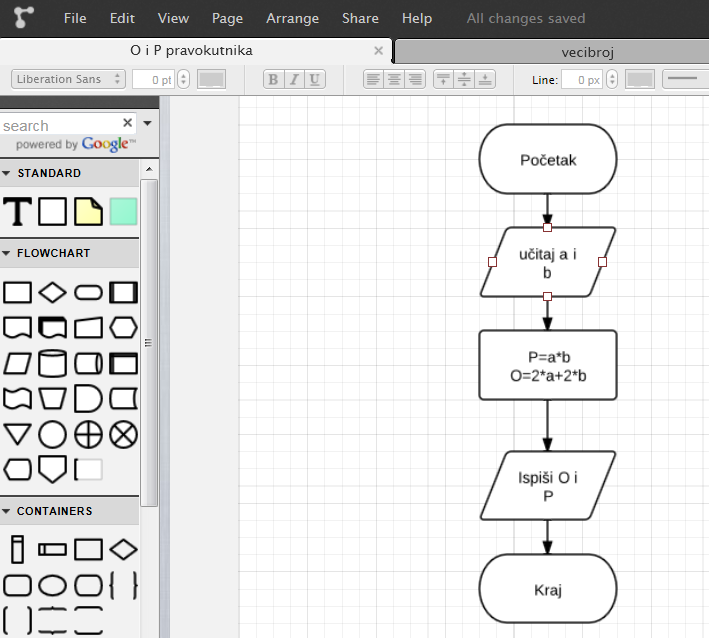 File Edit View Page Arrange Share Help All changes saved
O i P pravokutnika ×
vecibroj
Liberation Sans 0 pt B I U Line: 0 px
search ×
powered by Google™
STANDARD
T
FLOWCHART
CONTAINERS
Početak
učitaj a i
b
P=a*b
O=2*a+2*b
Ispiši O i
P
Kraj